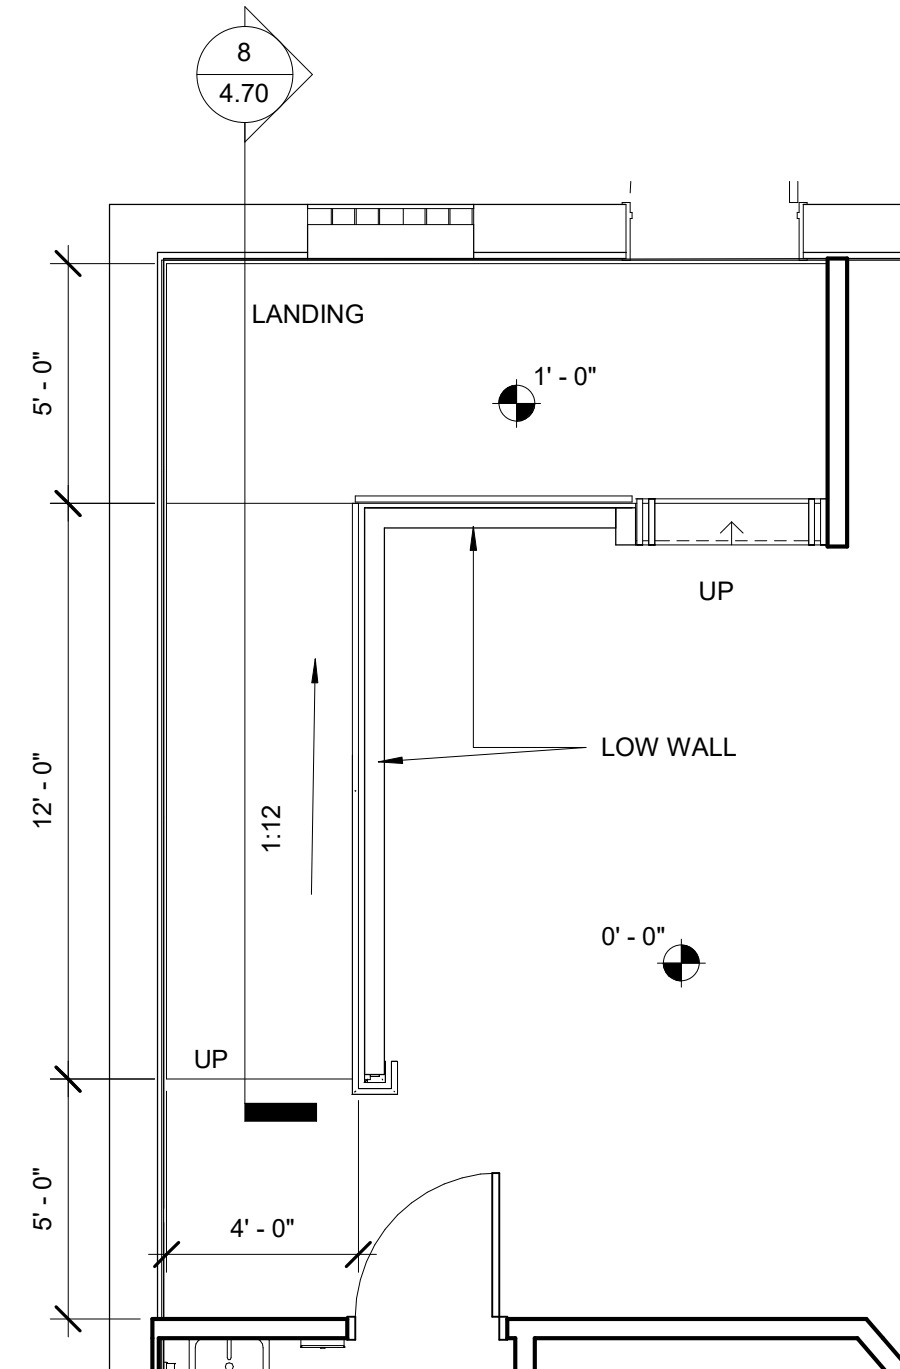 8
4.70
LANDING
1' - 0"
5' - 0"
UP
LOW WALL
12' - 0"
1:12
0' - 0"
UP
5' - 0"
4' - 0"